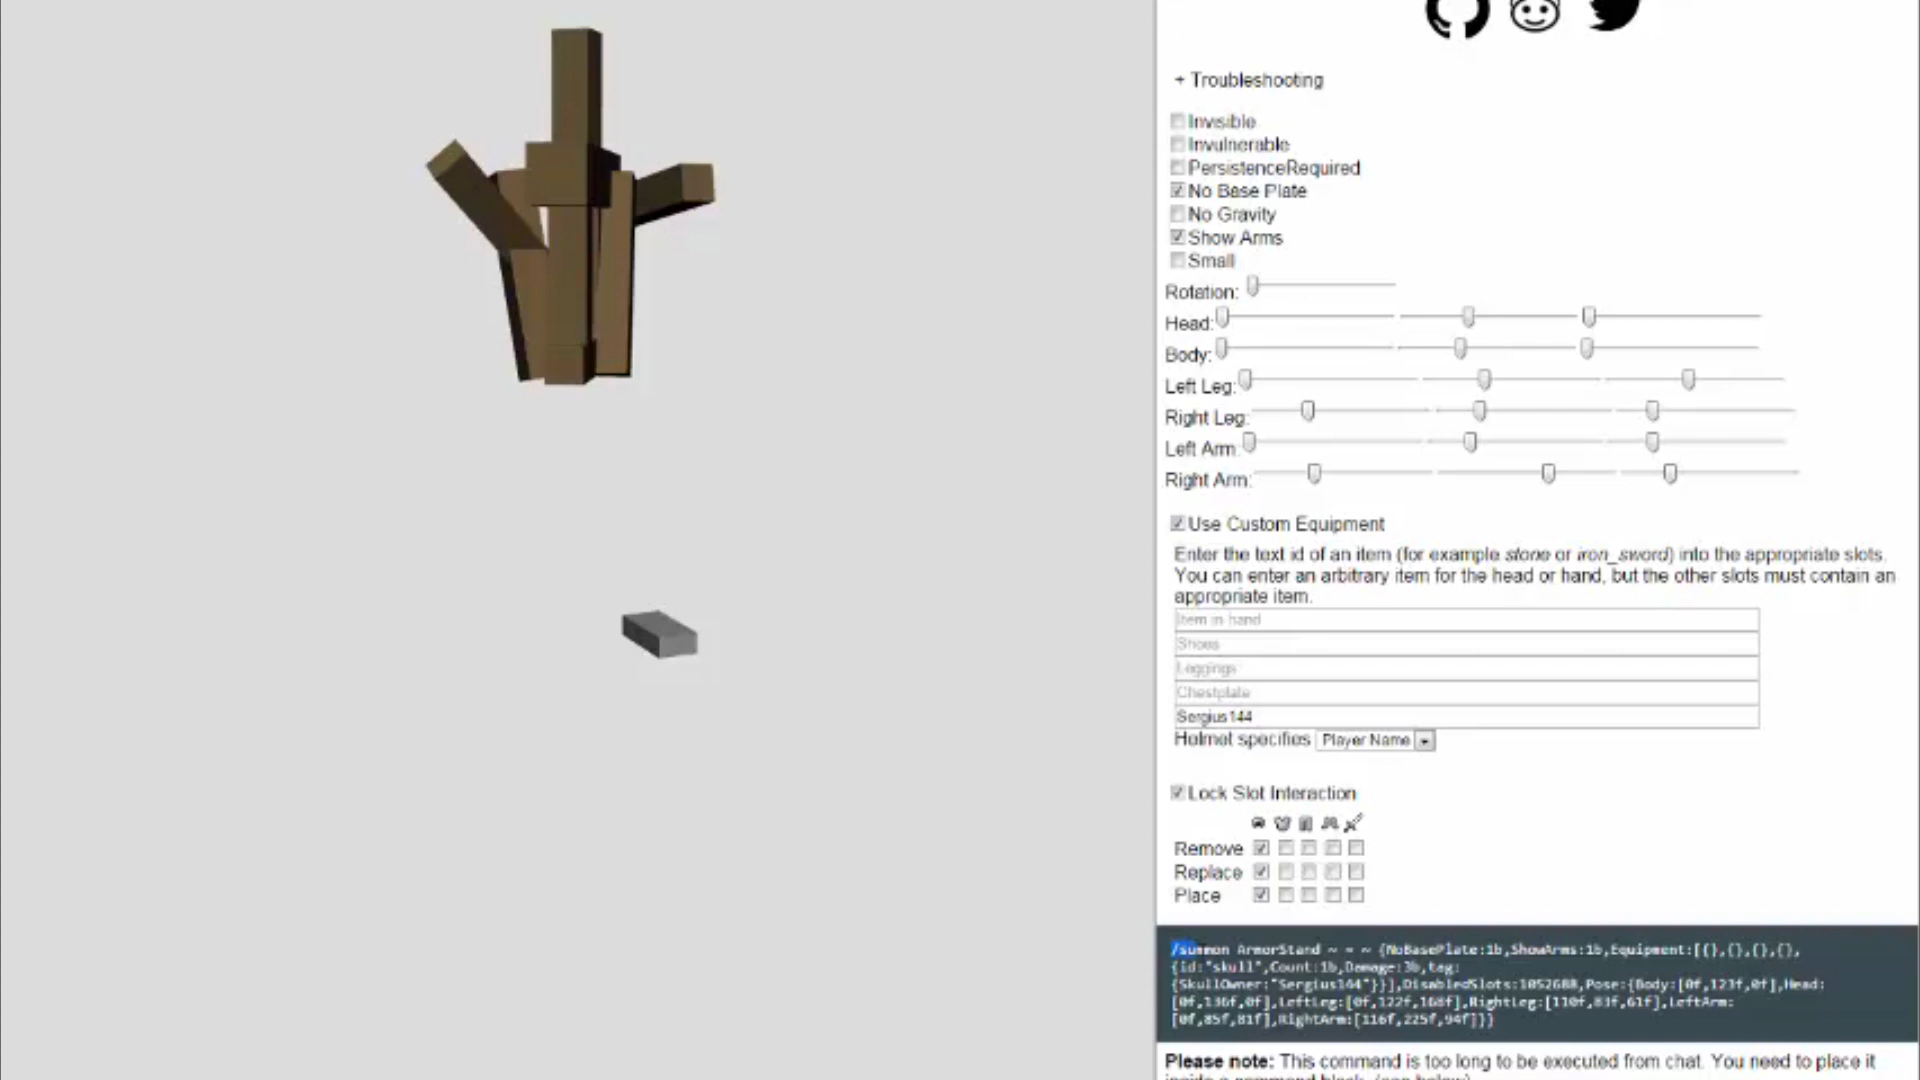 + Troubleshooting
Invisible
Invulnerable
PersistenceRequired
No Base Plate
No Gravity
Show Arms
Small
Rotation:
Head:
Body:
Left Leg:
Right Leg:
Left Arm:
Right Arm:
Use Custom Equipment
Enter the text id of an item (for example stone or iron_sword) into the appropriate slots.
You can enter an arbitrary item for the head or hand, but the other slots must contain an
appropriate item.
Item in hand
Shoes
Leggings
Chestplate
Sergius144
Helmet specifies Player Name
Lock Slot Interaction
Remove
Replace
Place
/summon ArmorStand ~ ~ ~ {NoBasePlate:1b,ShowArms:1b,Equipment:[{},{},{},{},
{id:"skull",Count:1b,Damage:3b,tag:
{SkullOwner:"Sergius144"}}],DisabledSlots:1052688,Pose:{Body:[0f,123f,0f],Head:
[0f,136f,0f],LeftLeg:[0f,122f,168f],RightLeg:[110f,83f,61f],LeftArm:
[0f,85f,81f],RightArm:[116f,225f,94f]}}
Please note: This command is too long to be executed from chat. You need to place it
inside a command block. (see below)